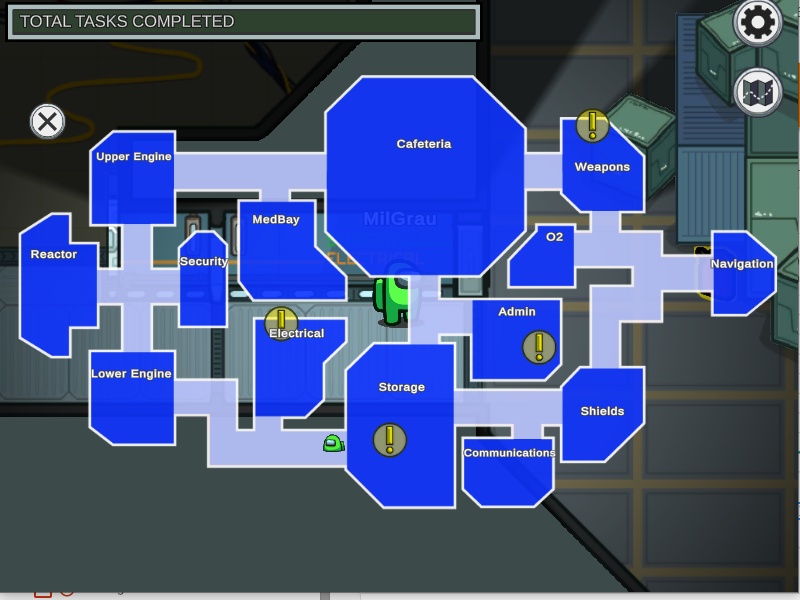 TOTAL TASKS COMPLETED
Cafeteria
Upper Engine
Weapons
MedBay
MilGrau
O2
Reactor
Security
ELECTRICAL
Navigation
Admin
Electrical
Lower Engine
Storage
Shields
Communications